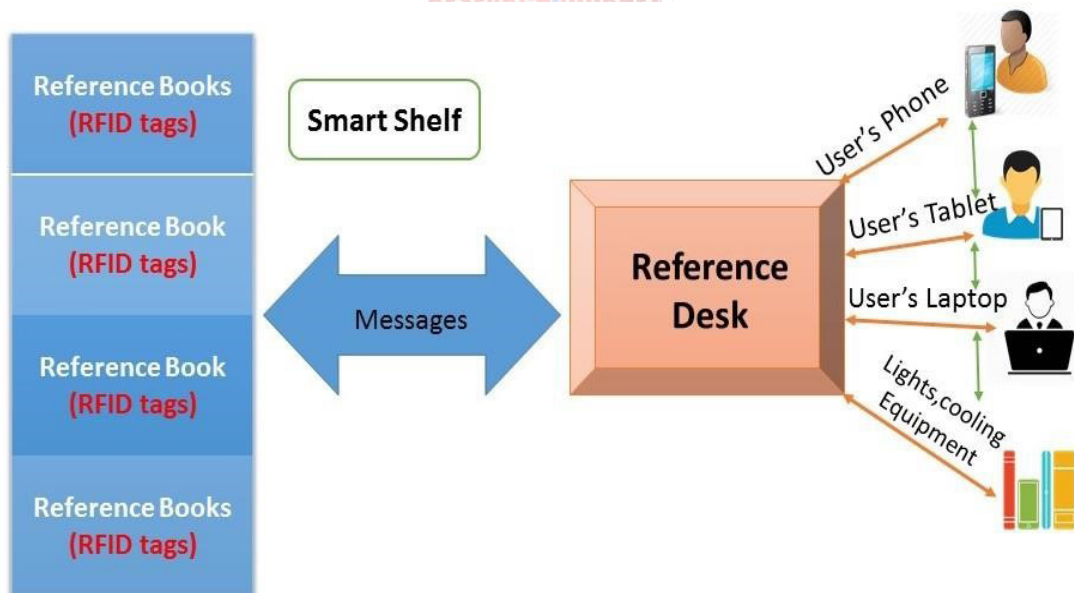 Reference Books
(RFID tags)
Reference Book
(RFID tags)
Reference Book
(RFID tags)
Reference Books
(RFID tags)
Smart Shelf
Messages
Reference
Desk
User's Phone
User's Tablet
User's Laptop
Lights,cooling
Equipment